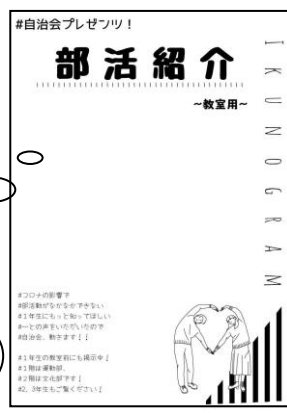 #自治会プレゼンツ！
部活紹介
～教室用～
IKUNOGRAM
#コロナの影響で
#部活動がなかなかできない
#1年生にもっと知ってほしい
#～との声をいただいたので
#自治会、動きます！！
#1年生の教室前にも掲示中！
#1階は運動部、
#2階は文化部です！
#2、3年生もご覧ください！